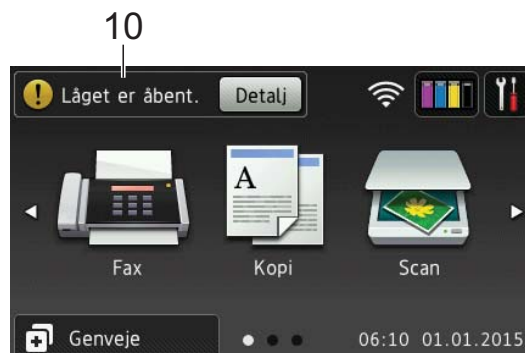 10
Låget er åbent. Detalj
A
Fax Kopi Scan
Genveje 06:10 01.01.2015